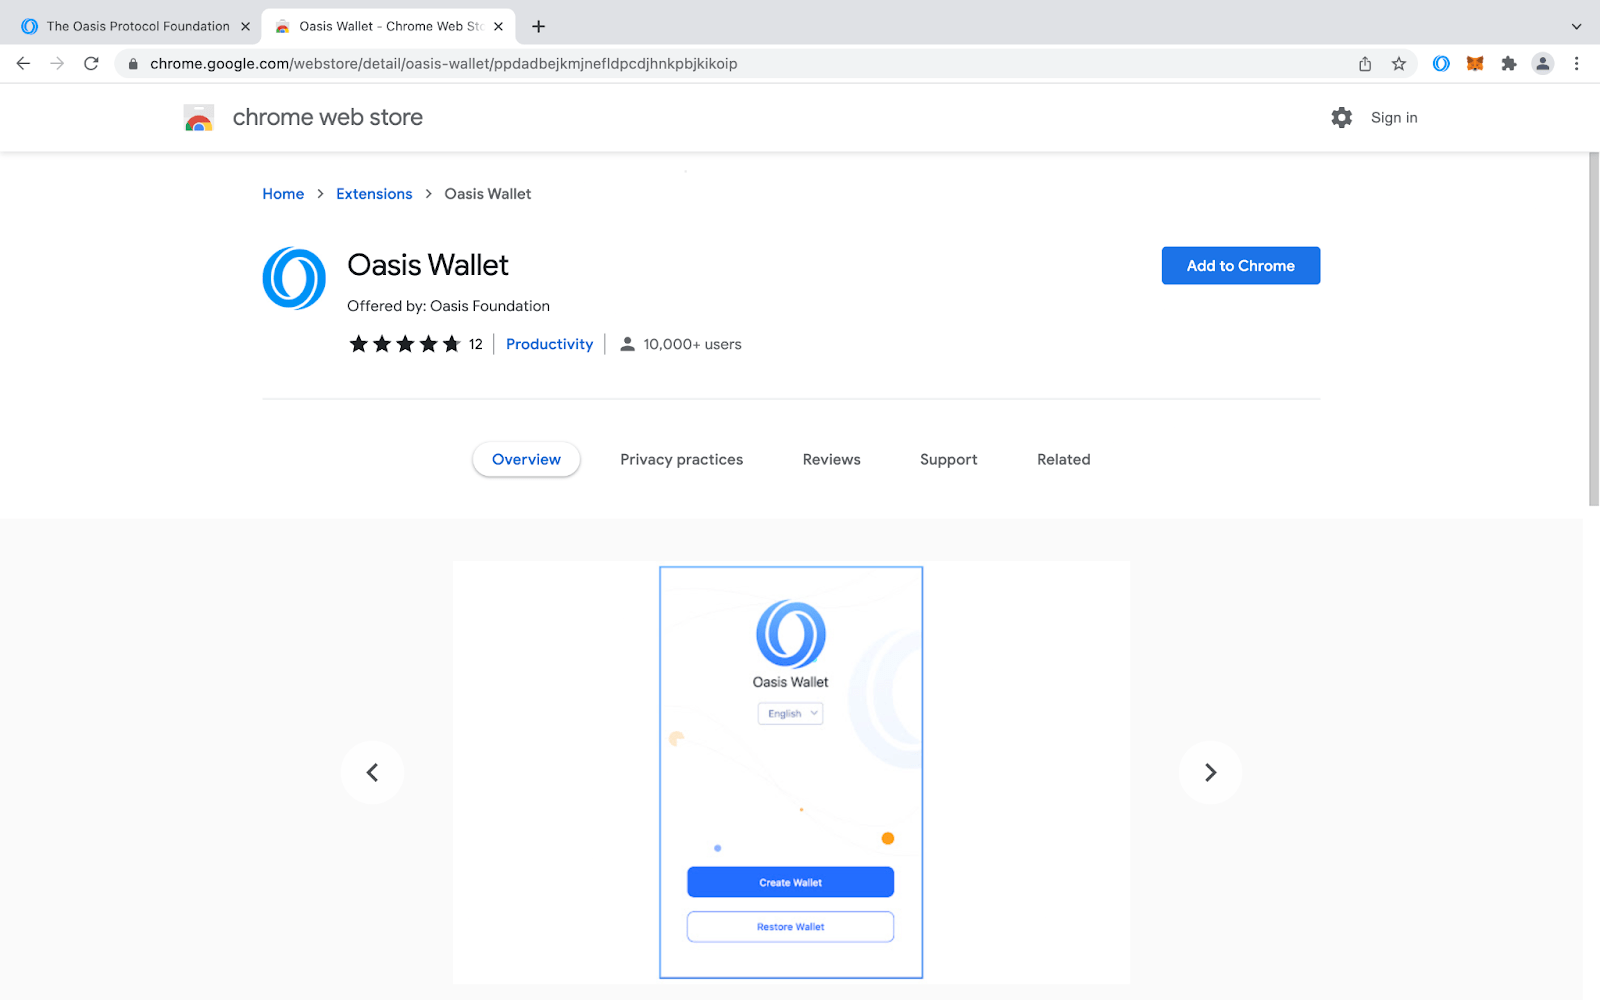 The Oasis Protocol Foundation
Oasis Wallet - Chrome Web Sto
chrome.google.com/webstore/detail/oasis-wallet/ppdadbejkmjnefldpcdjhnkpbjkikoip
chrome web store
Sign in
Home > Extensions > Oasis Wallet
Oasis Wallet
Add to Chrome
Offered by: Oasis Foundation
12 | Productivity | 10,000+ users
Overview
Privacy practices
Reviews
Support
Related
Oasis Wallet
English
Create Wallet
Restore Wallet